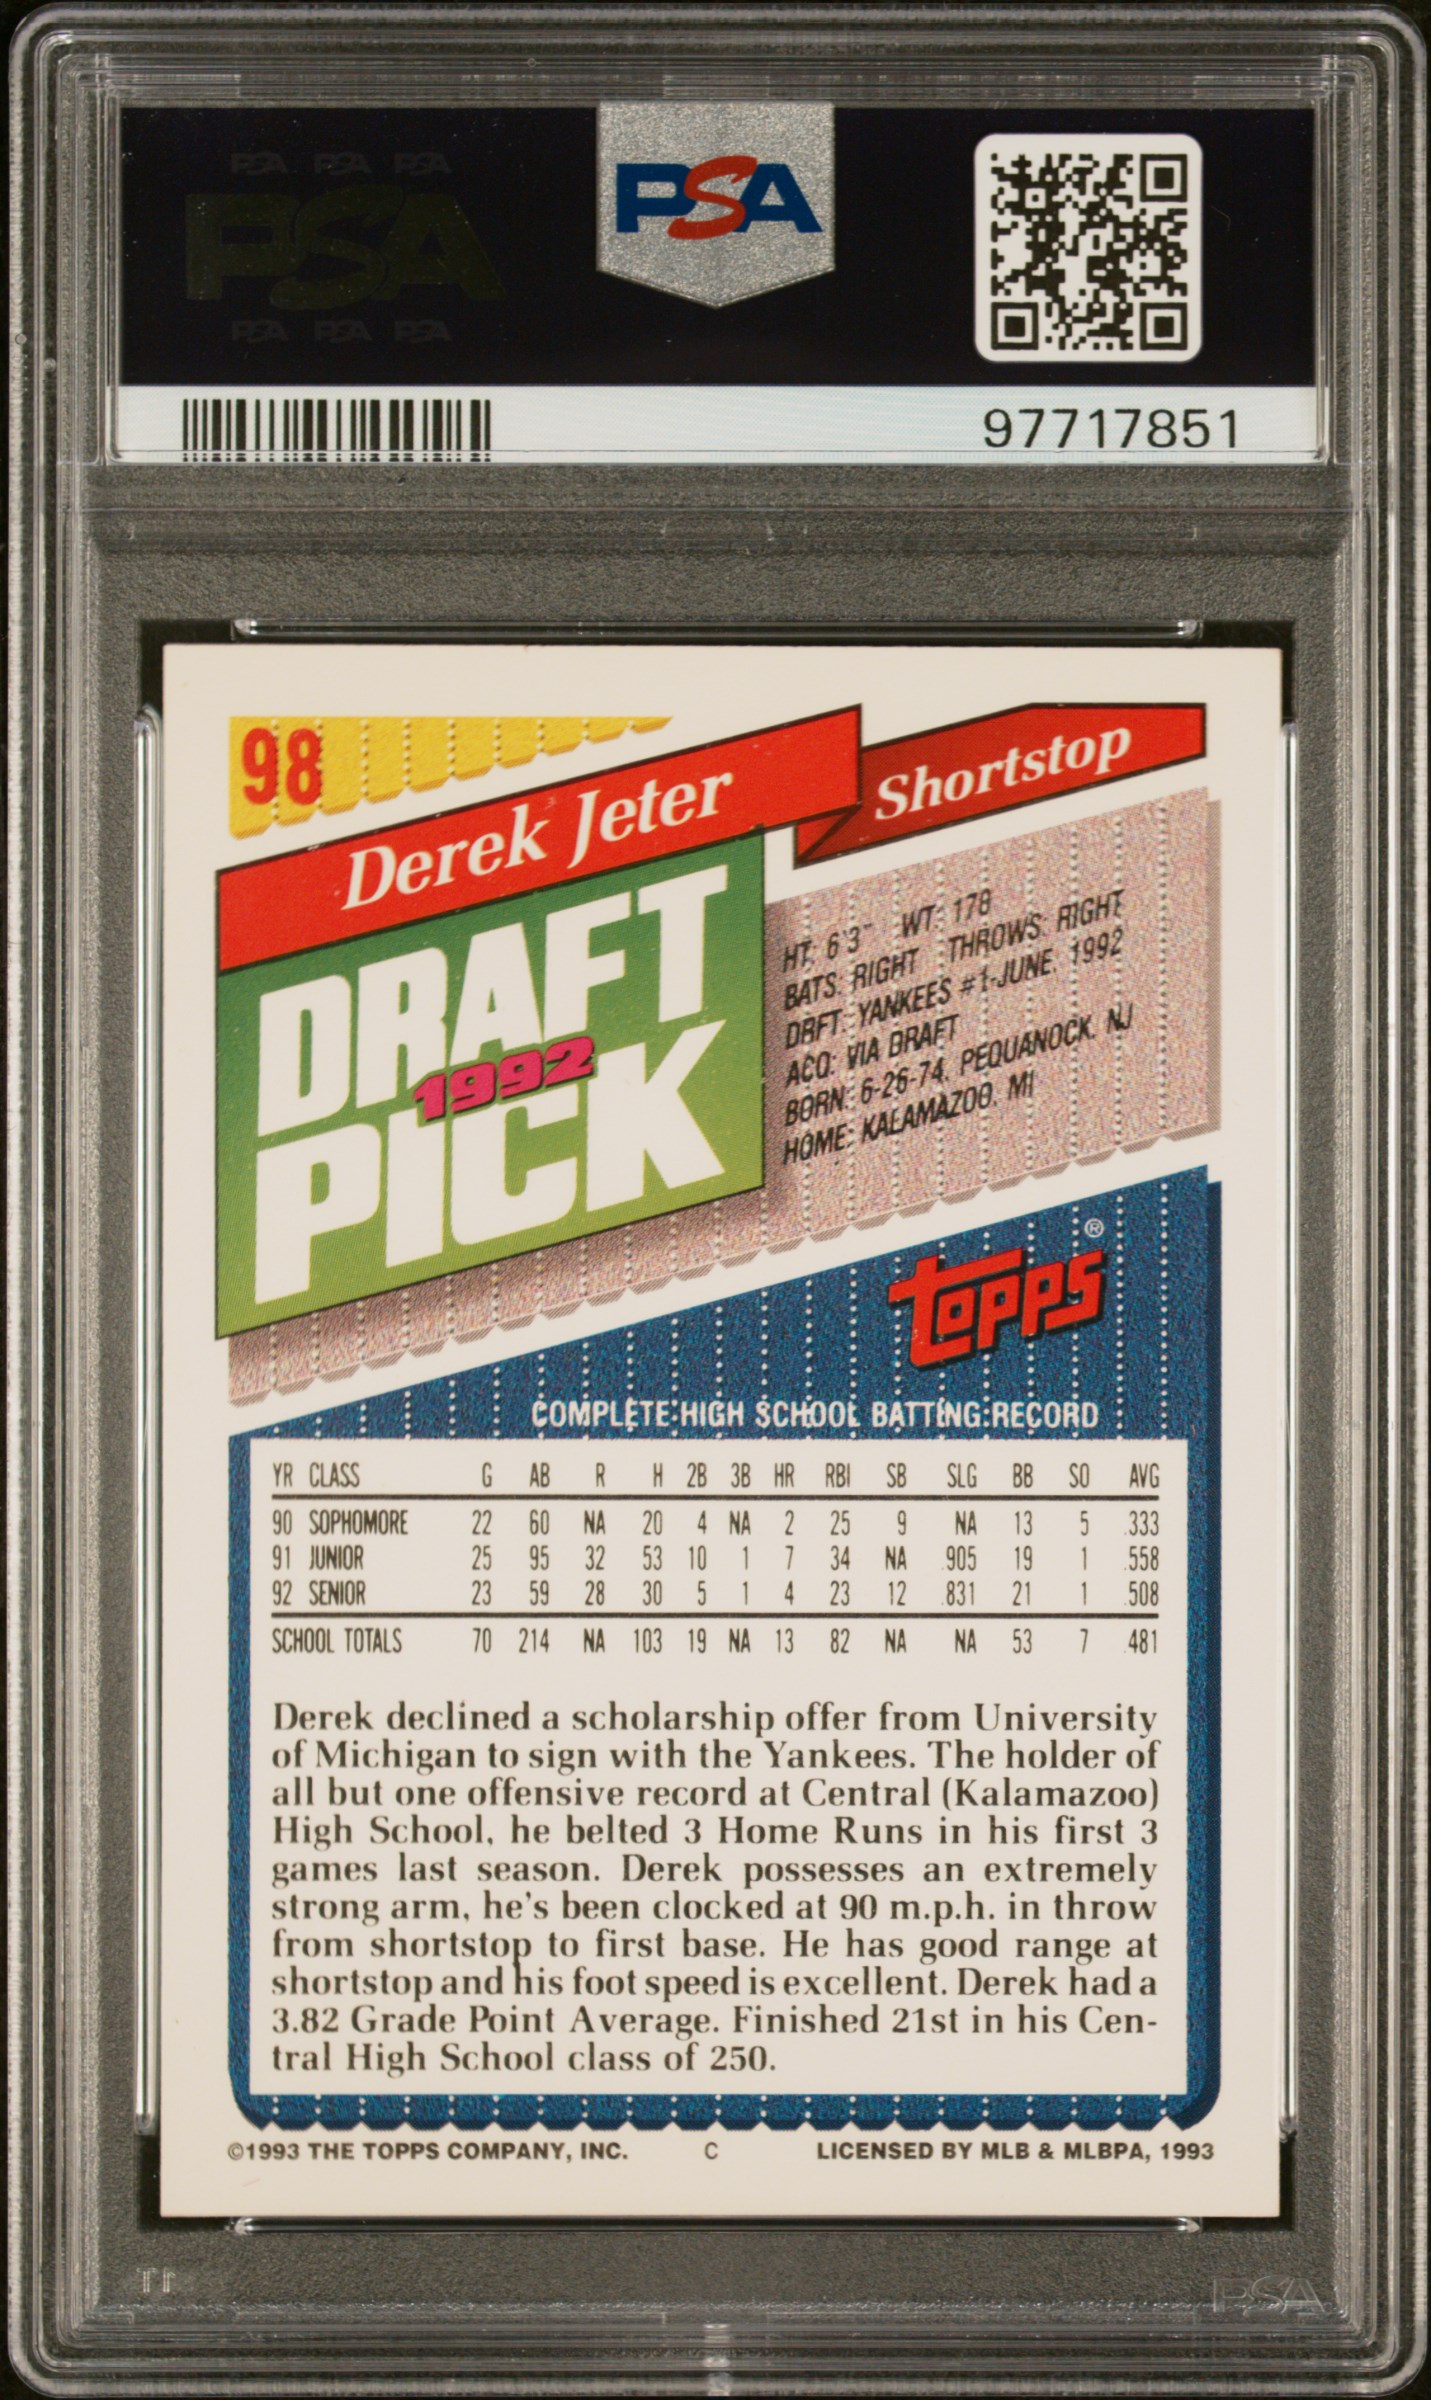 PSA PSA PSA
PSA
PSA PSA PSA
PSA
97717851
98
Derek Jeter
Shortstop
DRAFT
1992
PICK
HT: 6'3" WT: 178
BATS: RIGHT THROWS: RIGHT
DRFT: YANKEES #1-JUNE, 1992
ACQ: VIA DRAFT
BORN: 6-26-74, PEQUANOCK, NJ
HOME: KALAMAZOO, MI
TOPPS®
COMPLETE HIGH SCHOOL BATTING RECORD
YR CLASS G AB R H 2B 3B HR RBI SB SLG BB SO AVG
90 SOPHOMORE 22 60 NA 20 4 NA 2 25 9 NA 13 5 .333
91 JUNIOR 25 95 32 53 10 1 7 34 NA .905 19 1 .558
92 SENIOR 23 59 28 30 5 1 4 23 12 .831 21 1 .508
SCHOOL TOTALS 70 214 NA 103 19 NA 13 82 NA NA 53 7 .481
Derek declined a scholarship offer from University
of Michigan to sign with the Yankees. The holder of
all but one offensive record at Central (Kalamazoo)
High School, he belted 3 Home Runs in his first 3
games last season. Derek possesses an extremely
strong arm, he's been clocked at 90 m.p.h. in throw
from shortstop to first base. He has good range at
shortstop and his foot speed is excellent. Derek had a
3.82 Grade Point Average. Finished 21st in his Cen-
tral High School class of 250.
©1993 THE TOPPS COMPANY, INC. C LICENSED BY MLB & MLBPA, 1993
PSA